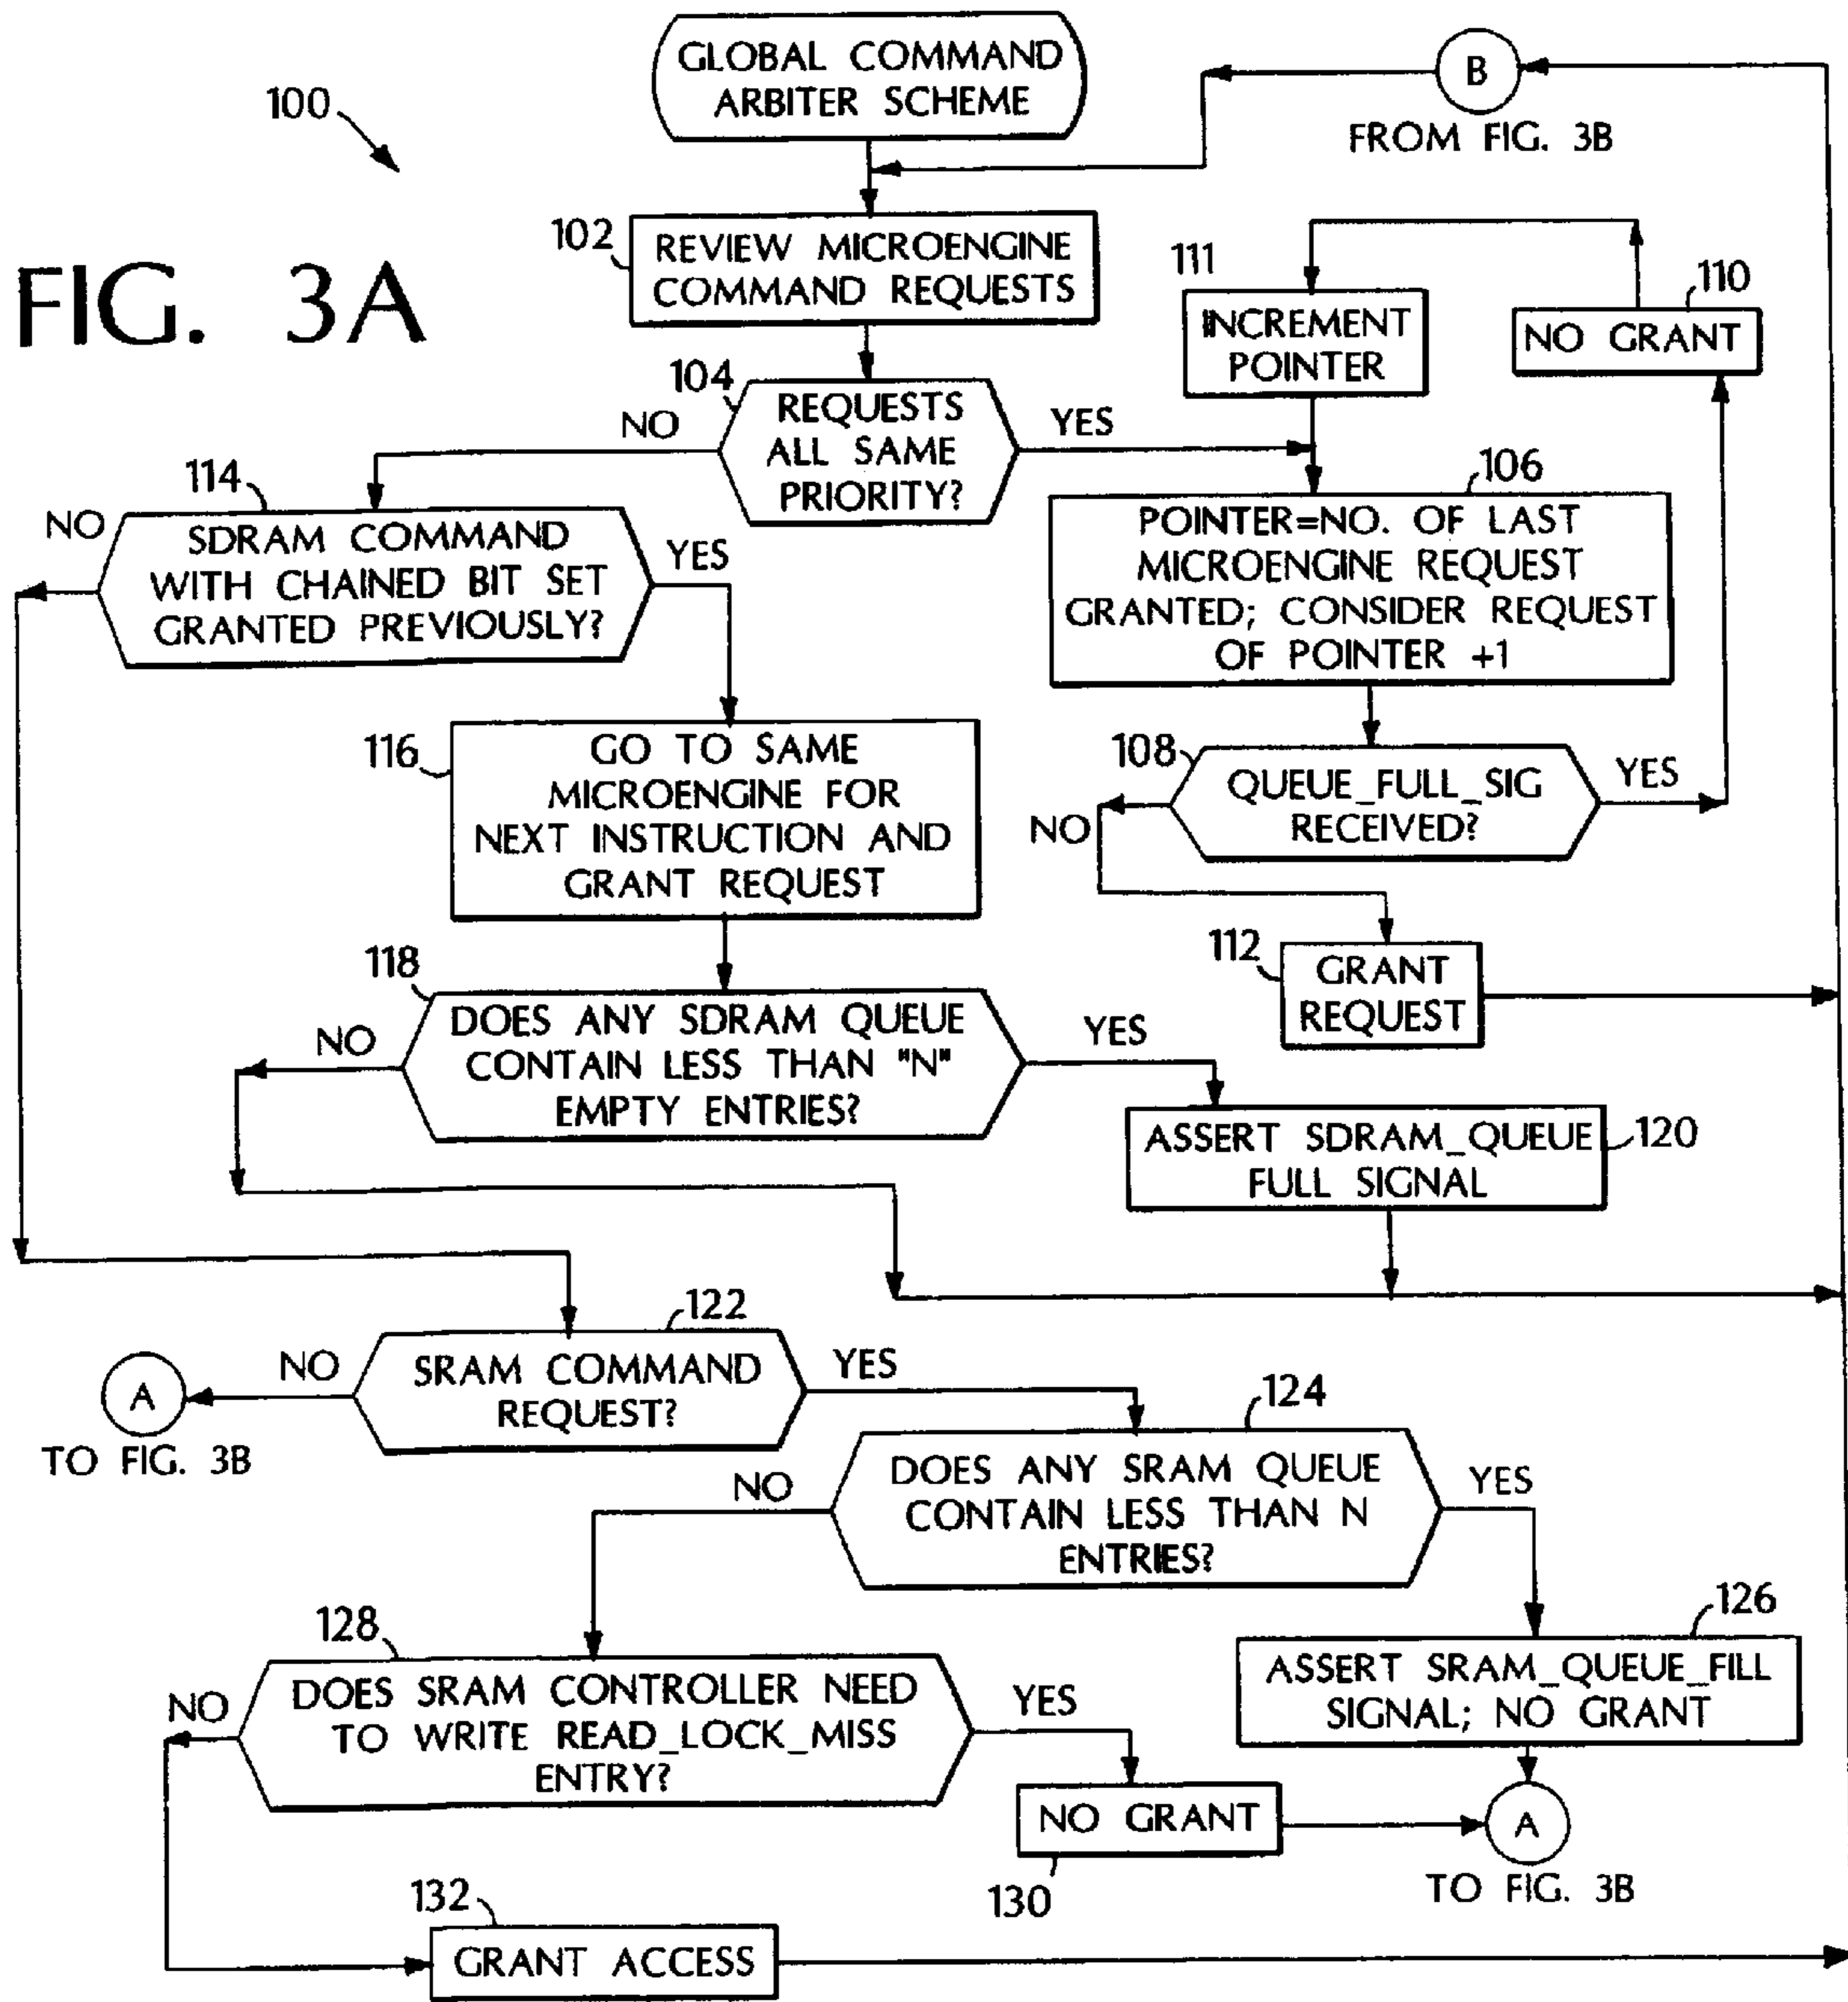 GLOBAL COMMAND
ARBITER SCHEME
B
FROM FIG. 3B
100
FIG. 3A
102
REVIEW MICROENGINE
COMMAND REQUESTS
111
INCREMENT
POINTER
110
NO GRANT
104
REQUESTS
ALL SAME
PRIORITY?
NO
YES
106
POINTER=NO. OF LAST
MICROENGINE REQUEST
GRANTED; CONSIDER REQUEST
OF POINTER +1
114
NO
SDRAM COMMAND
WITH CHAINED BIT SET
GRANTED PREVIOUSLY?
YES
116
GO TO SAME
MICROENGINE FOR
NEXT INSTRUCTION AND
GRANT REQUEST
108
QUEUE_FULL_SIG
RECEIVED?
YES
NO
112
GRANT
REQUEST
118
DOES ANY SDRAM QUEUE
CONTAIN LESS THAN "N"
EMPTY ENTRIES?
NO
YES
ASSERT SDRAM_QUEUE
FULL SIGNAL
120
122
SRAM COMMAND
REQUEST?
NO
YES
A
TO FIG. 3B
124
DOES ANY SRAM QUEUE
CONTAIN LESS THAN N
ENTRIES?
NO
YES
126
ASSERT SRAM_QUEUE_FILL
SIGNAL; NO GRANT
128
DOES SRAM CONTROLLER NEED
TO WRITE READ_LOCK_MISS
ENTRY?
NO
YES
NO GRANT
130
A
TO FIG. 3B
132
GRANT ACCESS